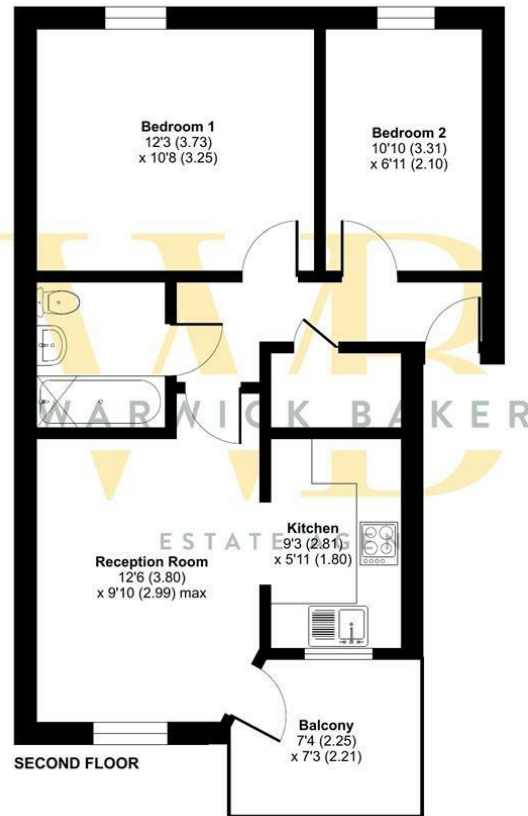 Bedroom 1
12'3 (3.73)
x 10'8 (3.25)
Bedroom 2
10'10 (3.31)
x 6'11 (2.10)
WB
WARWICK BAKER
ESTATE AGEN
Kitchen
9'3 (2.81)
x 5'11 (1.80)
Reception Room
12'6 (3.80)
x 9'10 (2.99) max
Balcony
7'4 (2.25)
x 7'3 (2.21)
SECOND FLOOR